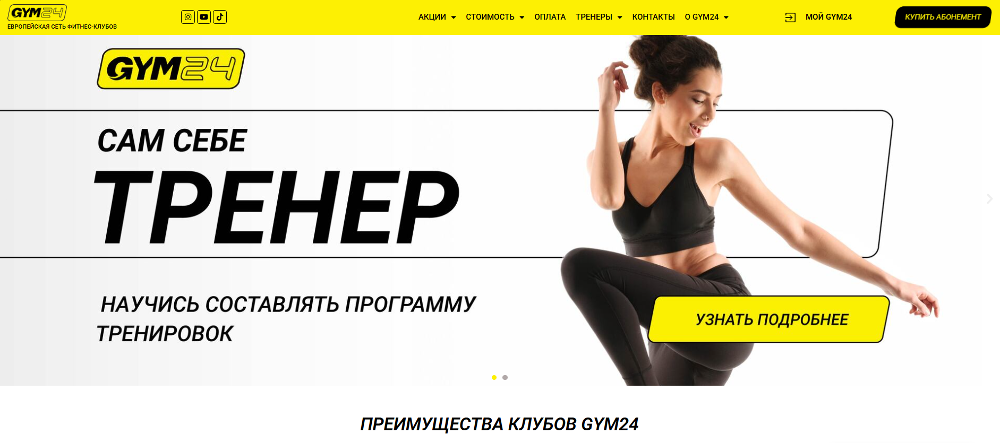 GYM24
ЕВРОПЕЙСКАЯ СЕТЬ ФИТНЕС-КЛУБОВ
АКЦИИ
СТОИМОСТЬ
ОПЛАТА
ТРЕНЕРЫ
КОНТАКТЫ
О GYM24
МОЙ GYM24
КУПИТЬ АБОНЕМЕНТ
GYM24
САМ СЕБЕ
ТРЕНЕР
НАУЧИСЬ СОСТАВЛЯТЬ ПРОГРАММУ
ТРЕНИРОВОК
УЗНАТЬ ПОДРОБНЕЕ
ПРЕИМУЩЕСТВА КЛУБОВ GYM24